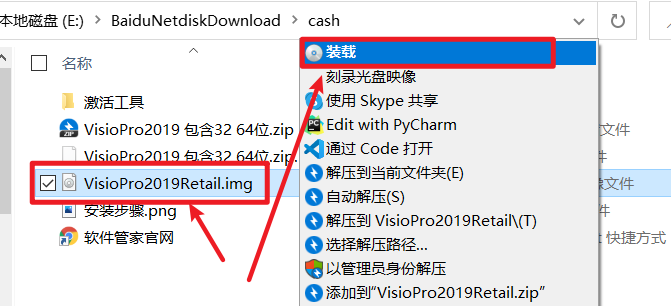 本地磁盘 (E:) > BaiduNetdiskDownload > cash
名称
激活工具
VisioPro2019 包含32 64位.zip
VisioPro2019 包含32 64位.zip.
VisioPro2019Retail.img
安装步骤.png
软件管家官网
装载
刻录光盘映像
使用 Skype 共享
Edit with PyCharm
通过 Code 打开
解压到当前文件夹(E)
自动解压(S)
解压到 VisioPro2019Retail\(T)
选择解压路径...
以管理员身份解压
添加到“VisioPro2019Retail.zip”
文件
文件
像文件
t 快捷方式